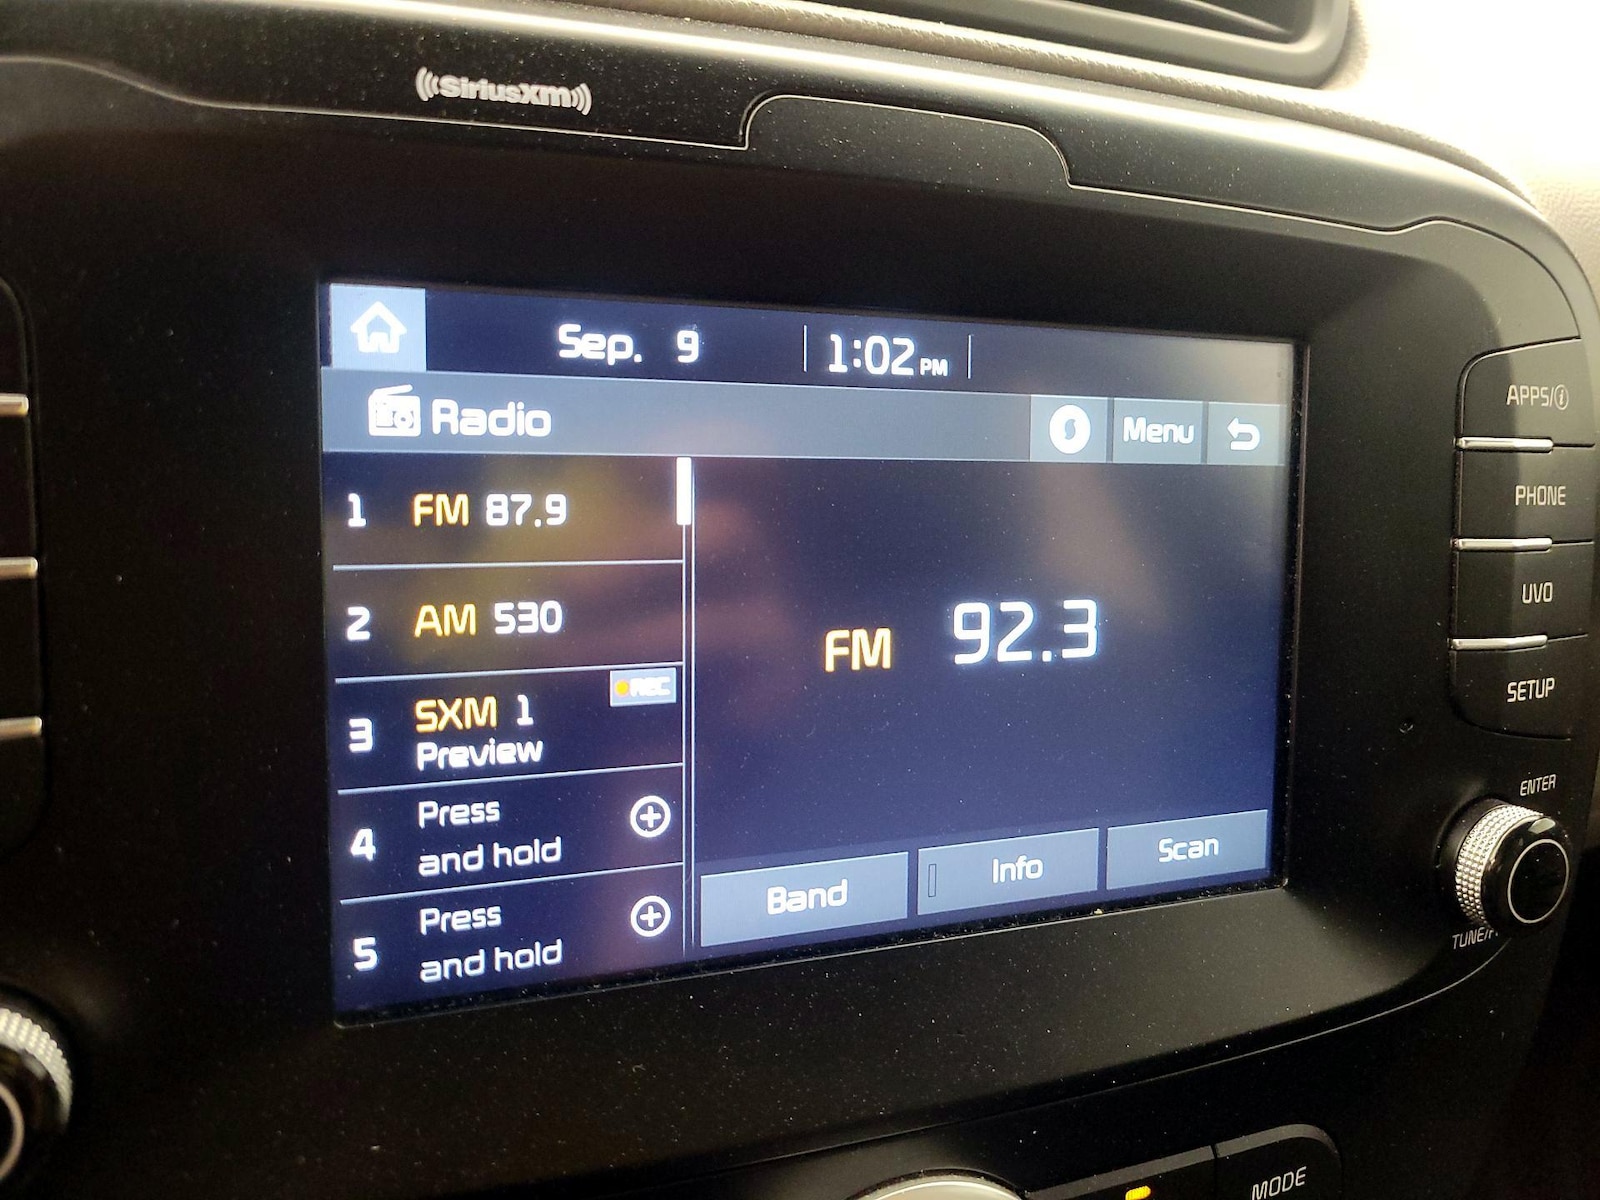 SiriusXM
Sep. 9
1:02 PM
Radio
Menu
1 FM 87.9
2 AM 530
REC
3 SXM 1
Preview
4 Press
and hold
5 Press
and hold
FM 92.3
Band
Info
Scan
APPS/i
PHONE
UVO
SETUP
ENTER
MODE